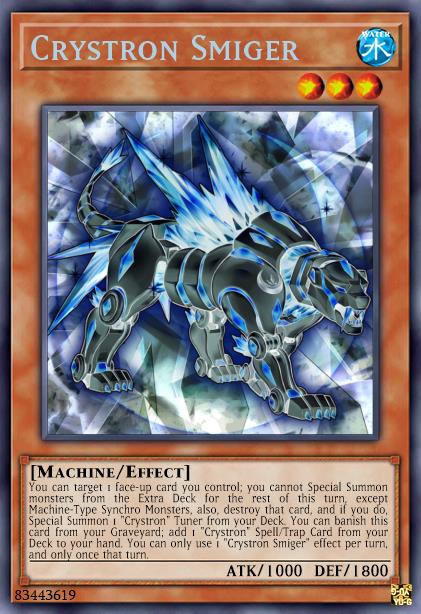 Crystron Smiger
WATER
水
[Machine/Effect]
You can target 1 face-up card you control; you cannot Special Summon
monsters from the Extra Deck for the rest of this turn, except
Machine-Type Synchro Monsters, also, destroy that card, and if you do,
Special Summon 1 "Crystron" Tuner from your Deck. You can banish this
card from your Graveyard; add 1 "Crystron" Spell/Trap Card from your
Deck to your hand. You can only use 1 "Crystron Smiger" effect per turn,
and only once that turn.
ATK/1000 DEF/1800
83443619